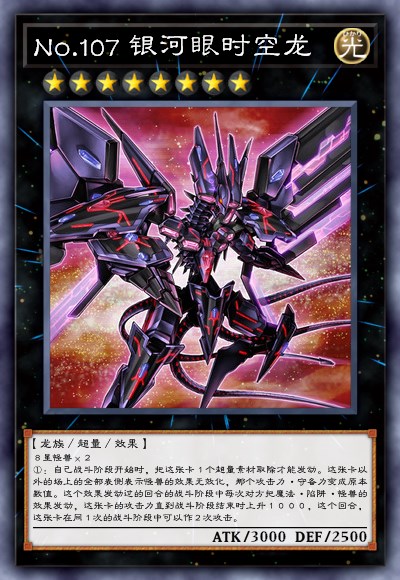 No.107 银河眼时空龙
光
ひかり
【龙族／超量／效果】
８星怪兽×２
①：自己战斗阶段开始时，把这张卡１个超量素材取除才能发动。这张卡以
外的场上的全部表侧表示怪兽的效果无效化，那个攻击力·守备力变成原本
数值。这个效果发动过的回合的战斗阶段中每次对方把魔法·陷阱·怪兽的
效果发动，这张卡的攻击力直到战斗阶段结束时上升１０００，这个回合，
这张卡在同１次的战斗阶段中可以作２次攻击。
ATK/3000 DEF/2500